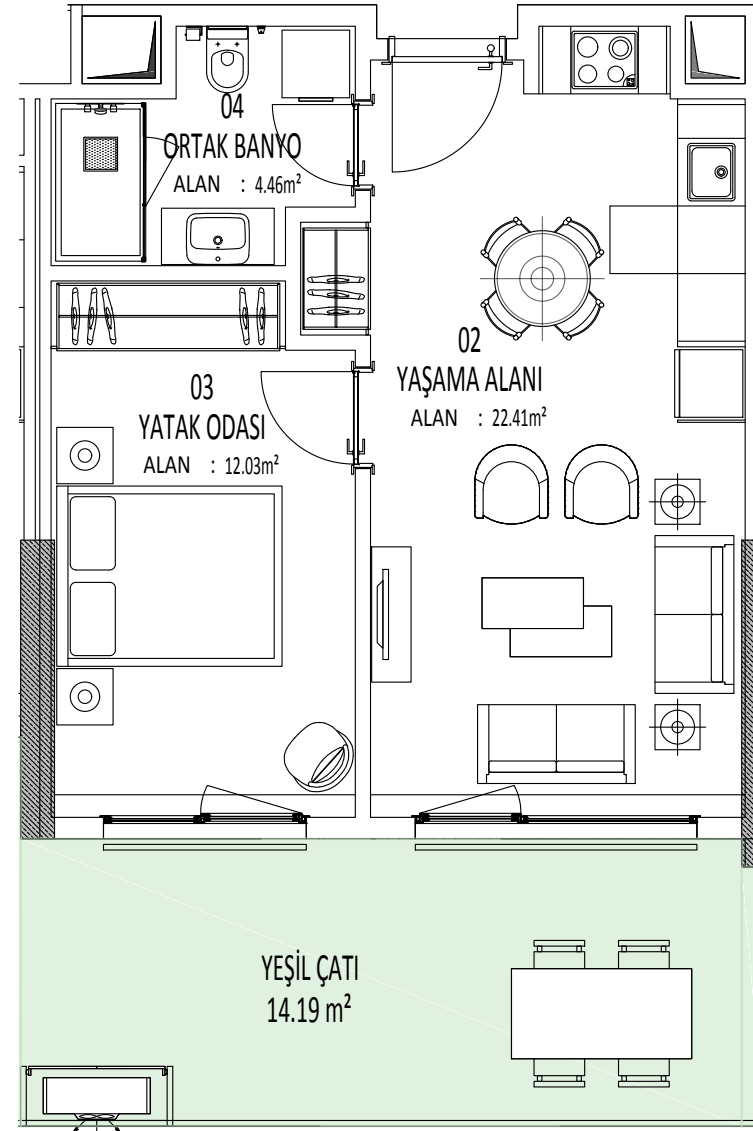 04
ORTAK BANYO
ALAN : 4.46m²
02
YAŞAMA ALANI
ALAN : 22.41m²
03
YATAK ODASI
ALAN : 12.03m²
YEŞİL ÇATI
14.19 m²